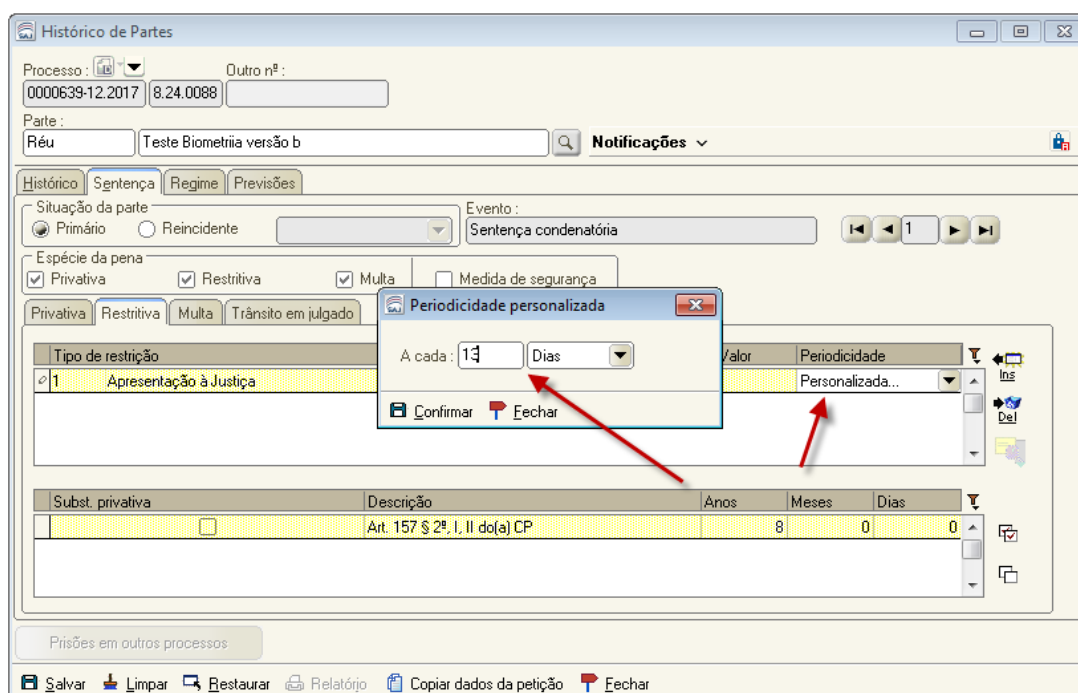 Histórico de Partes
Processo : Outro nº :
0000639-12.2017 8.24.0088
Parte :
Réu Teste Biometriia versão b Notificações
Histórico Sentença Regime Previsões
Situação da parte Evento :
Primário Reincidente Sentença condenatória 1
Espécie da pena
Privativa Restritiva Multa Medida de segurança
Privativa Restritiva Multa Trânsito em julgado
Periodicidade personalizada
A cada : 13 Dias
Confirmar Fechar
Tipo de restrição Valor Periodicidade
1 Apresentação à Justiça Personalizada...
Ins
Del
Subst. privativa Descrição Anos Meses Dias
Art. 157 § 2º, I, II do(a) CP 8 0 0
Prisões em outros processos
Salvar Limpar Restaurar Relatório Copiar dados da petição Fechar